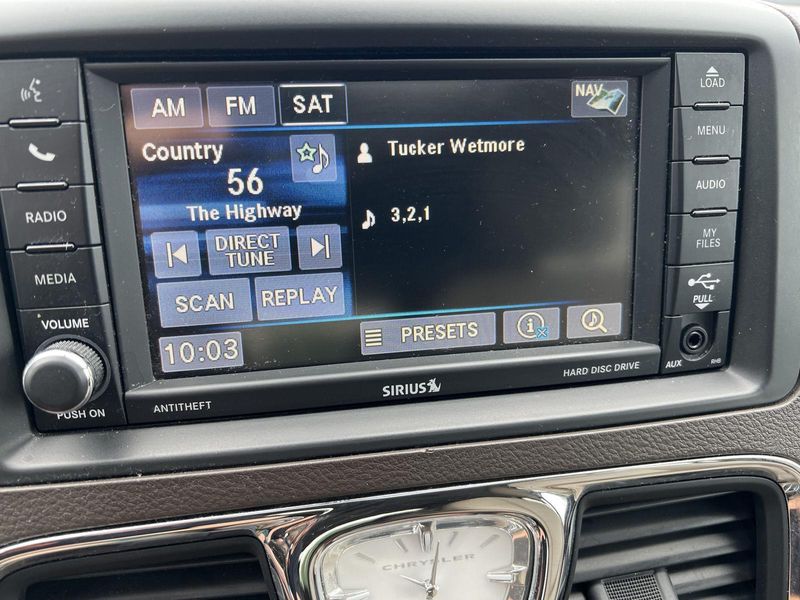 AM FM SAT NAV
Country
56
The Highway
Tucker Wetmore
3,2,1
DIRECT
TUNE
SCAN REPLAY
10:03
PRESETS
RADIO
MEDIA
VOLUME
PUSH ON
LOAD
MENU
AUDIO
MY
FILES
PULL
AUX
RHB
ANTITHEFT
SIRIUS
HARD DISC DRIVE
CHRYSLER